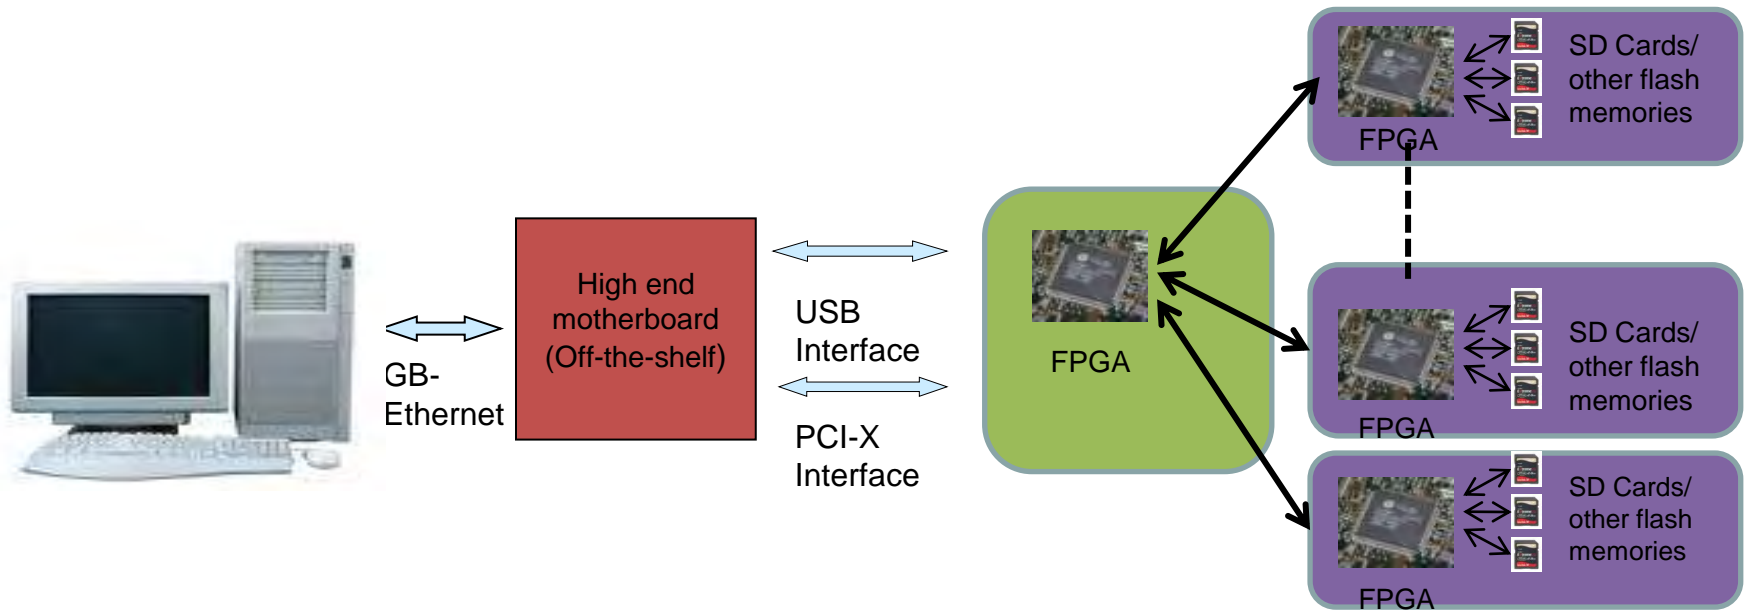 GB-
Ethernet
High end
motherboard
(Off-the-shelf)
USB
Interface
PCI-X
Interface
FPGA
FPGA
SD Cards/
other flash
memories
FPGA
SD Cards/
other flash
memories
FPGA
SD Cards/
other flash
memories